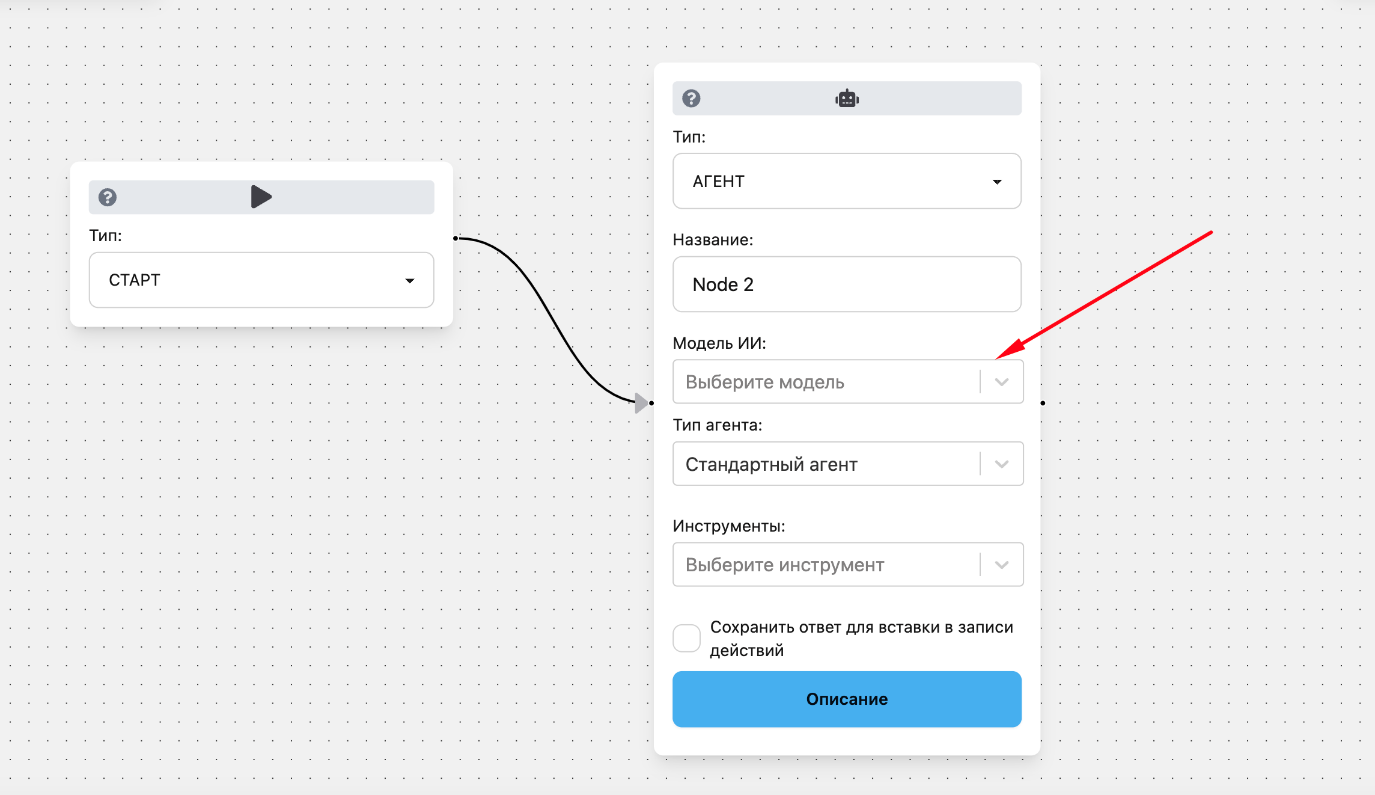 Тип:
СТАРТ
Тип:
АГЕНТ
Название:
Node 2
Модель ИИ:
Выберите модель
Тип агента:
Стандартный агент
Инструменты:
Выберите инструмент
Сохранить ответ для вставки в записи
действий
Описание